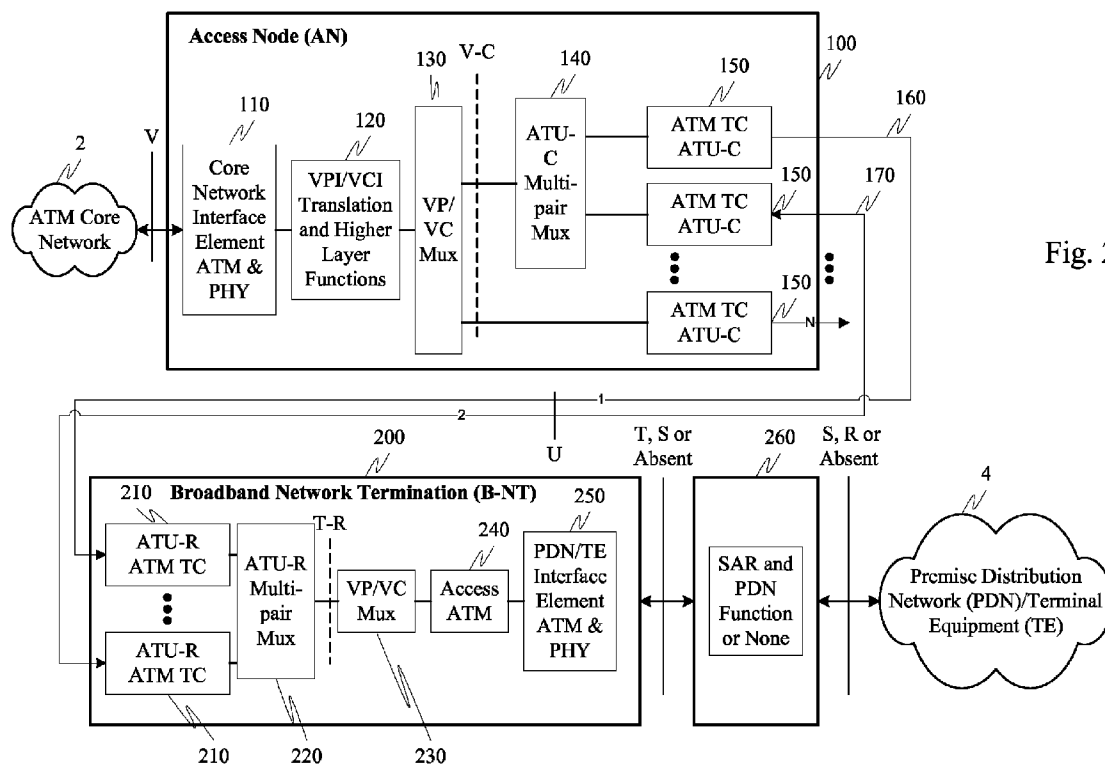 Access Node (AN)
V-C
100
130
140
150
160
110
120
2
V
ATM Core
Network
Core
Network
Interface
Element
ATM &
PHY
VPI/VCI
Translation
and Higher
Layer
Functions
VP/
VC
Mux
ATU-
C
Multi-
pair
Mux
ATM TC
ATU-C
150
170
ATM TC
ATU-C
150
ATM TC
ATU-C
N
Fig. 2
1
2
U
200
T, S or
Absent
260
S, R or
Absent
4
Broadband Network Termination (B-NT)
210
T-R
240
250
ATU-R
ATM TC
ATU-R
ATM TC
ATU-R
Multi-
pair
Mux
VP/VC
Mux
Access
ATM
PDN/TE
Interface
Element
ATM &
PHY
SAR and
PDN
Function
or None
Premise Distribution
Network (PDN)/Terminal
Equipment (TE)
210
220
230